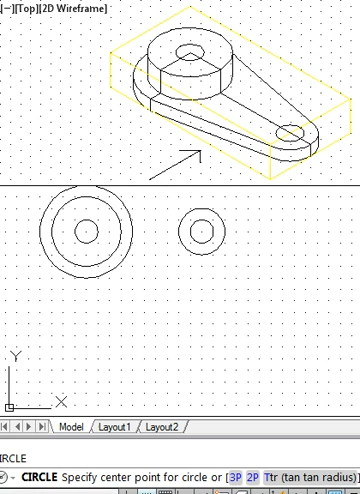 [−][Top][2D Wireframe]
Y
X
Model Layout1 Layout2
IRCLE
CIRCLE Specify center point for circle or [3P 2P Ttr (tan tan radius)